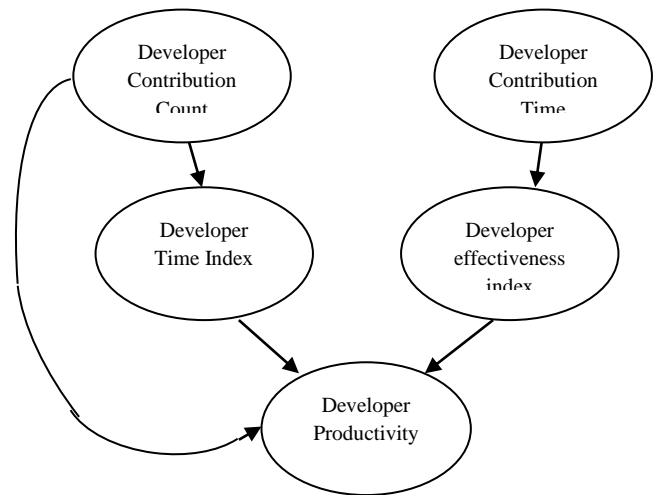 Developer
Contribution
Count
Developer
Contribution
Time
Developer
Time Index
Developer
effectiveness
index
Developer
Productivity